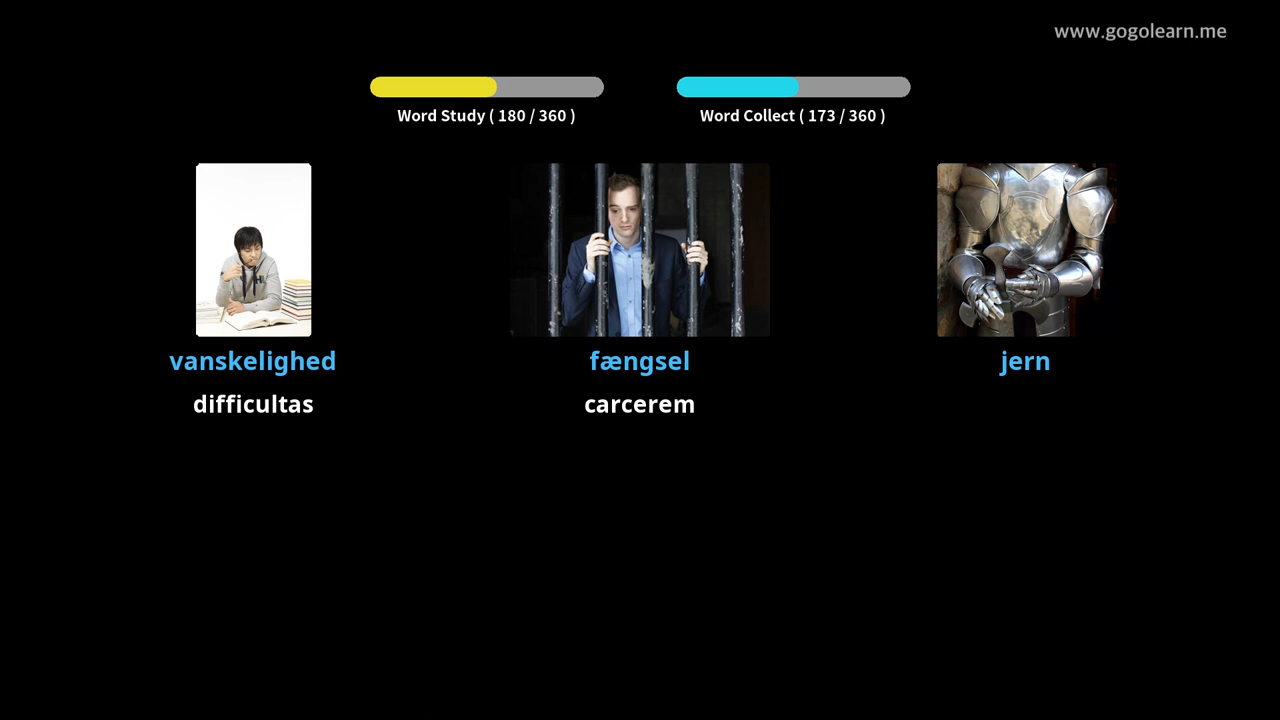 www.gogolearn.me
Word Study ( 180 / 360 )
Word Collect ( 173 / 360 )
vanskelighed
fængsel
jern
difficultas
carcerem